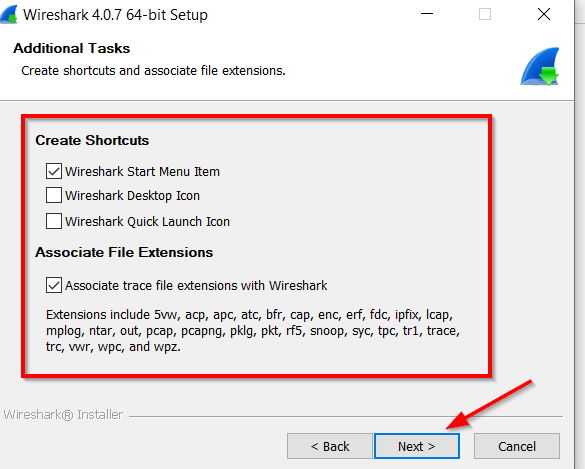 Wireshark 4.0.7 64-bit Setup
Additional Tasks
Create shortcuts and associate file extensions.
Create Shortcuts
Wireshark Start Menu Item
Wireshark Desktop Icon
Wireshark Quick Launch Icon
Associate File Extensions
Associate trace file extensions with Wireshark
Extensions include 5vw, acp, apc, atc, bfr, cap, enc, erf, fdc, ipfix, lcap,
mplog, ntar, out, pcap, pcapng, pklg, pkt, rf5, snoop, syc, tpc, tr1, trace,
trc, vwr, wpc, and wpz.
Wireshark® Installer
< Back
Next >
Cancel